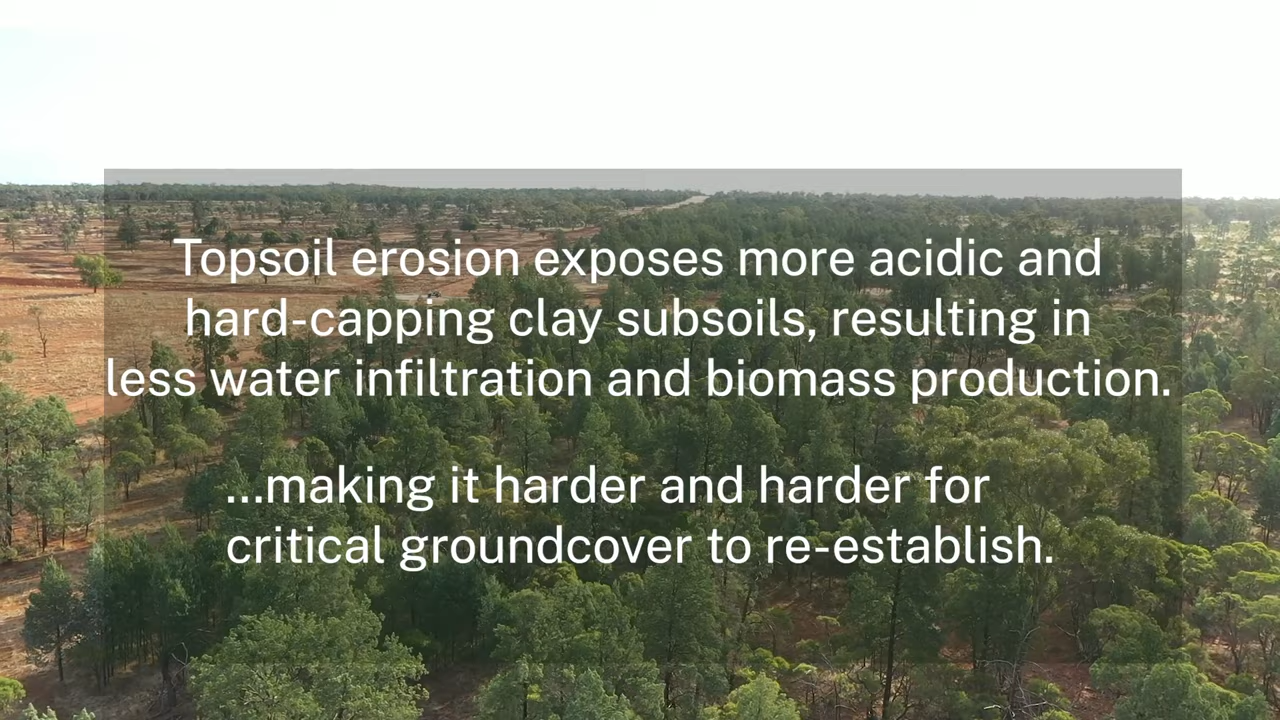 Topsoil erosion exposes more acidic and
hard-capping clay subsoils, resulting in
less water infiltration and biomass production.
...making it harder and harder for
critical groundcover to re-establish.